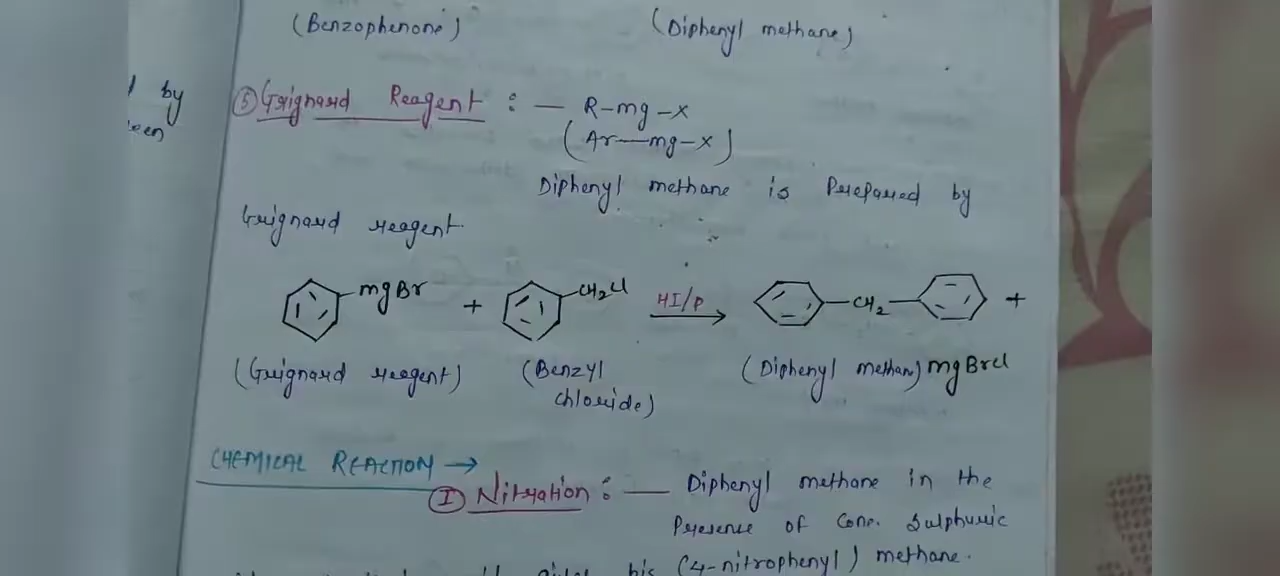 (Benzophenone) (Diphenyl methane)
by
⑤ Grignard Reagent : — R-mg-X
(Ar—mg-X)
Diphenyl methane is Prepared by
Grignard reagent.
mgBr + CH₂Cl HI/P → —CH₂— +
(Grignard reagent) (Benzyl chloride) (Diphenyl methan) mgBrcl
CHEMICAL REACTION →
Ⓘ Nitration : — Diphenyl methane in the
Presence of Conc. Sulphuric
bis (4-nitrophenyl) methane.